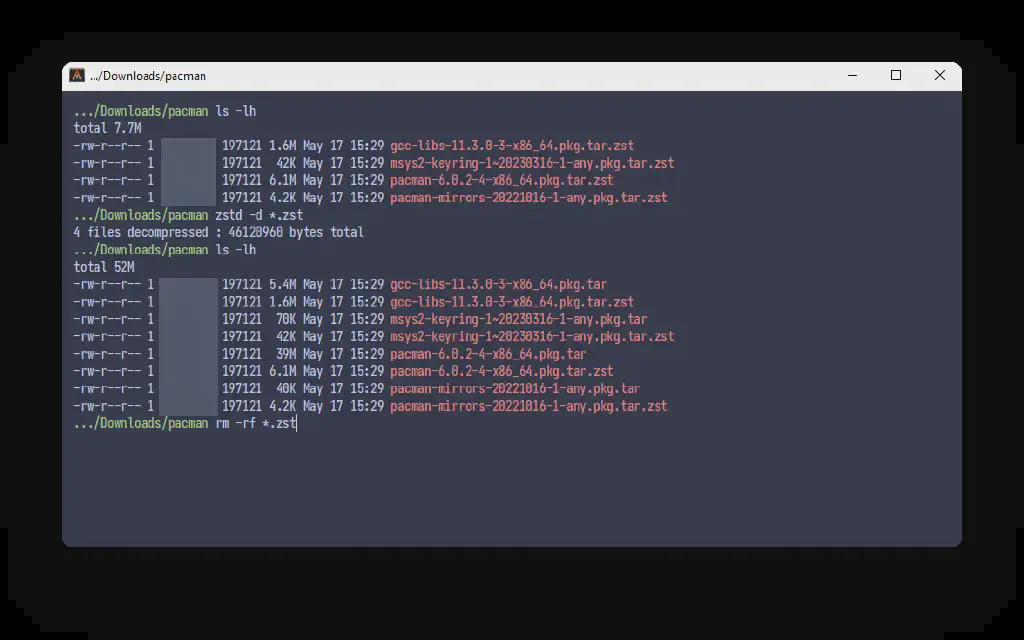 .../Downloads/pacman
.../Downloads/pacman ls -lh
total 7.7M
-rw-r--r-- 1 197121 1.6M May 17 15:29 gcc-libs-11.3.0-3-x86_64.pkg.tar.zst
-rw-r--r-- 1 197121 42K May 17 15:29 msys2-keyring-1~20230316-1-any.pkg.tar.zst
-rw-r--r-- 1 197121 6.1M May 17 15:29 pacman-6.0.2-4-x86_64.pkg.tar.zst
-rw-r--r-- 1 197121 4.2K May 17 15:29 pacman-mirrors-20221016-1-any.pkg.tar.zst
.../Downloads/pacman zstd -d *.zst
4 files decompressed : 46120960 bytes total
.../Downloads/pacman ls -lh
total 52M
-rw-r--r-- 1 197121 5.4M May 17 15:29 gcc-libs-11.3.0-3-x86_64.pkg.tar
-rw-r--r-- 1 197121 1.6M May 17 15:29 gcc-libs-11.3.0-3-x86_64.pkg.tar.zst
-rw-r--r-- 1 197121 70K May 17 15:29 msys2-keyring-1~20230316-1-any.pkg.tar
-rw-r--r-- 1 197121 42K May 17 15:29 msys2-keyring-1~20230316-1-any.pkg.tar.zst
-rw-r--r-- 1 197121 39M May 17 15:29 pacman-6.0.2-4-x86_64.pkg.tar
-rw-r--r-- 1 197121 6.1M May 17 15:29 pacman-6.0.2-4-x86_64.pkg.tar.zst
-rw-r--r-- 1 197121 40K May 17 15:29 pacman-mirrors-20221016-1-any.pkg.tar
-rw-r--r-- 1 197121 4.2K May 17 15:29 pacman-mirrors-20221016-1-any.pkg.tar.zst
.../Downloads/pacman rm -rf *.zst